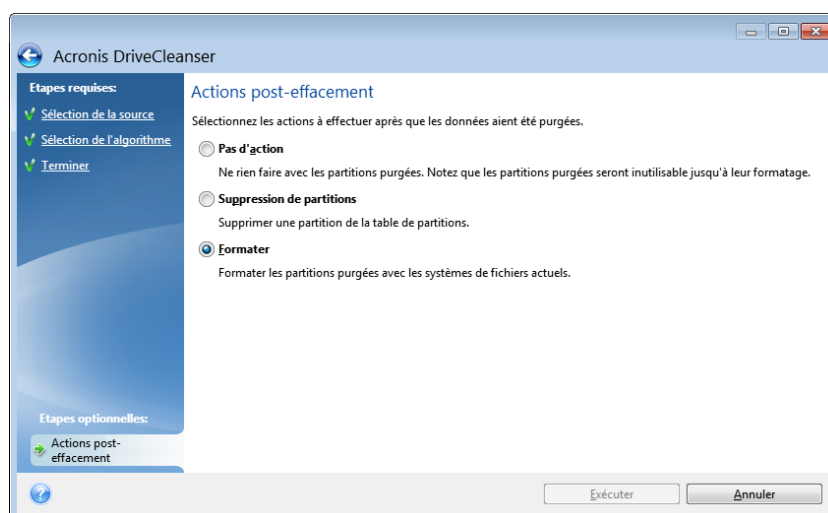 Acronis DriveCleanser
Etapes requises:
Sélection de la source
Sélection de l'algorithme
Terminer
Actions post-effacement
Sélectionnez les actions à effectuer après que les données aient été purgées.
Pas d'action
Ne rien faire avec les partitions purgées. Notez que les partitions purgées seront inutilisable jusqu'à leur formatage.
Suppression de partitions
Supprimer une partition de la table de partitions.
Formater
Formater les partitions purgées avec les systèmes de fichiers actuels.
Etapes optionnelles:
Actions post-
effacement
Exécuter
Annuler